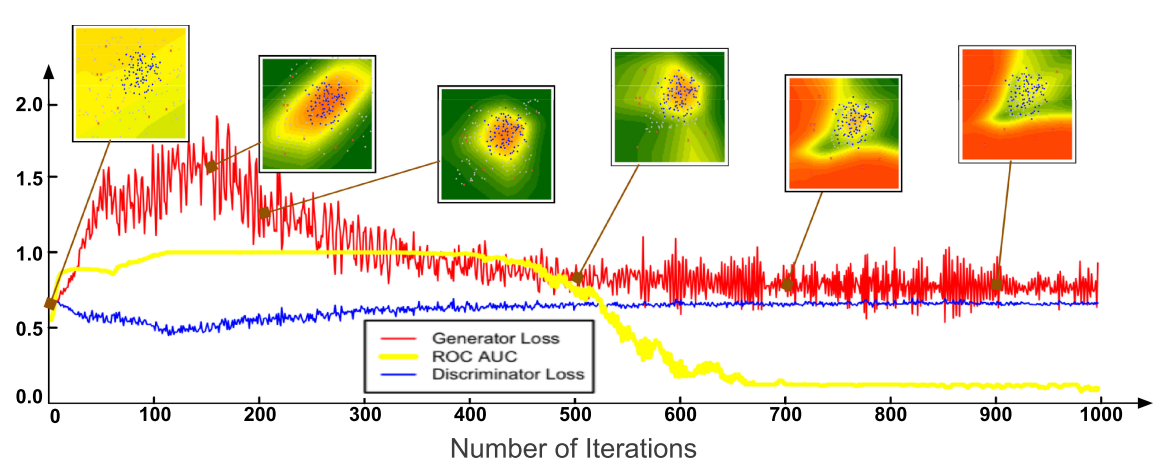 2.0
1.5
1.0
0.5
0.0
Generator Loss
ROC AUC
Discriminator Loss
0 100 200 300 400 500 600 700 800 900 1000
Number of Iterations